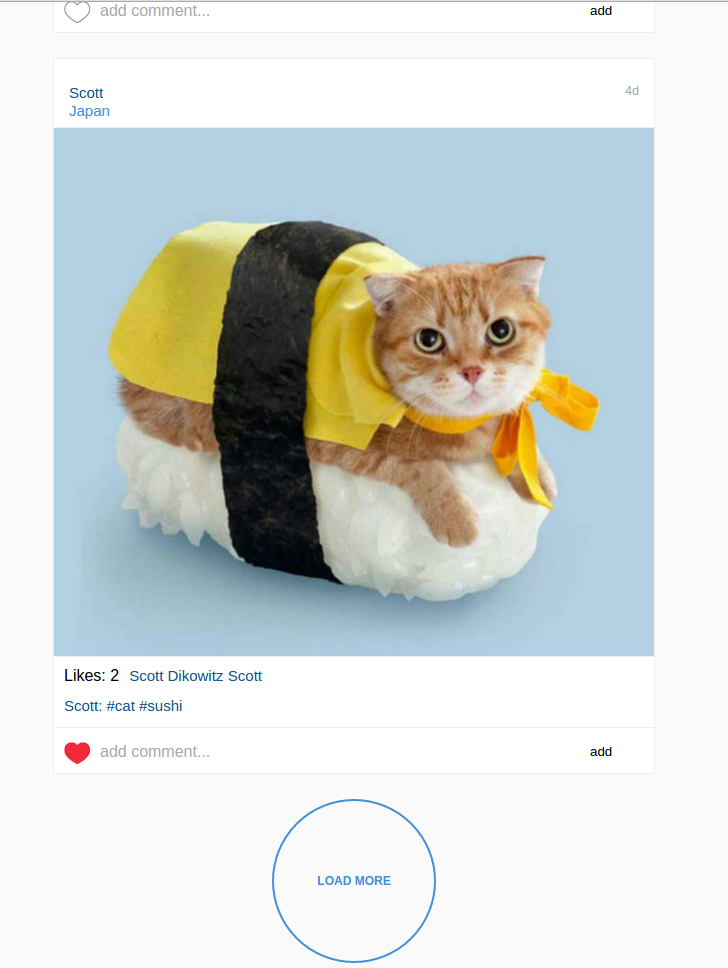 add comment... add
Scott 4d
Japan
Likes: 2 Scott Dikowitz Scott
Scott: #cat #sushi
add comment... add
LOAD MORE